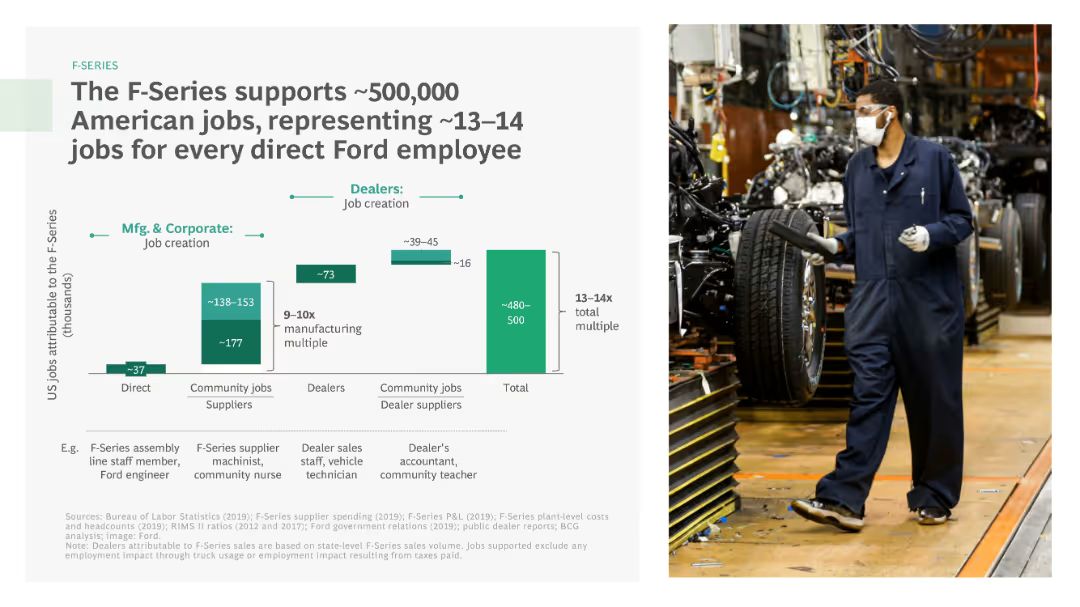 F-SERIES
The F-Series supports ~500,000
American jobs, representing ~13–14
jobs for every direct Ford employee
US jobs attributable to the F-Series
(thousands)
Mfg. & Corporate:
Job creation
Dealers:
Job creation
~37
~138–153
~177
9–10x
manufacturing
multiple
~73
~39–45
~16
~480–
500
13–14x
total
multiple
Direct
Community jobs
Suppliers
Dealers
Community jobs
Dealer suppliers
Total
E.g.
F-Series assembly
line staff member,
Ford engineer
F-Series supplier
machinist,
community nurse
Dealer sales
staff, vehicle
technician
Dealer's
accountant,
community teacher
Sources: Bureau of Labor Statistics (2019); F-Series supplier spending (2019); F-Series P&L (2019); F-Series plant-level costs
and headcounts (2019); RIMS II ratios (2012 and 2017); Ford government relations (2019); public dealer reports; BCG
analysis; image: Ford.
Note: Dealers attributable to F-Series sales are based on state-level F-Series sales volume. Jobs supported exclude any
employment impact through truck usage or employment impact resulting from taxes paid.